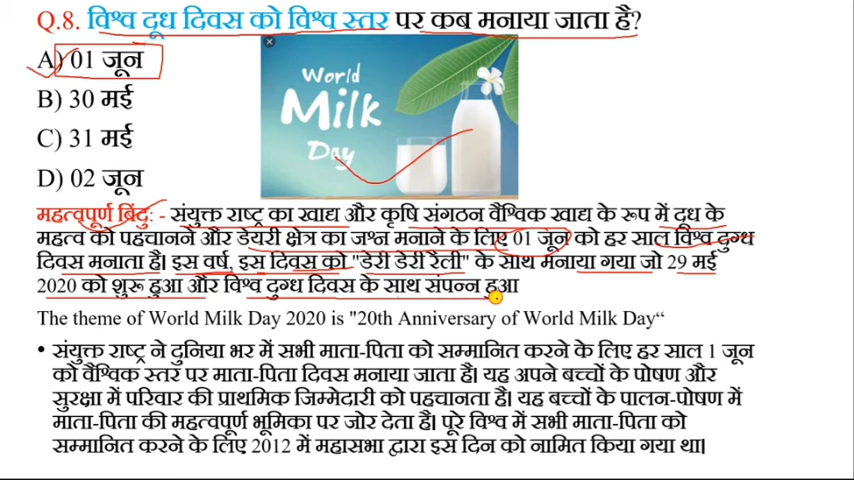 Q.8. विश्व दूध दिवस को विश्व स्तर पर कब मनाया जाता है?
A) 01 जून
B) 30 मई
C) 31 मई
D) 02 जून
World
Milk
Day
महत्वपूर्ण बिंदु: - संयुक्त राष्ट्र का खाद्य और कृषि संगठन वैश्विक खाद्य के रूप में दूध के
महत्व को पहचानने और डेयरी क्षेत्र का जश्न मनाने के लिए 01 जून को हर साल विश्व दुग्ध
दिवस मनाता है। इस वर्ष, इस दिवस को "डेरी डेरी रैली" के साथ मनाया गया जो 29 मई
2020 को शुरू हुआ और विश्व दुग्ध दिवस के साथ संपन्न हुआ
The theme of World Milk Day 2020 is "20th Anniversary of World Milk Day“
• संयुक्त राष्ट्र ने दुनिया भर में सभी माता-पिता को सम्मानित करने के लिए हर साल 1 जून
को वैश्विक स्तर पर माता-पिता दिवस मनाया जाता है। यह अपने बच्चों के पोषण और
सुरक्षा में परिवार की प्राथमिक जिम्मेदारी को पहचानता है। यह बच्चों के पालन-पोषण में
माता-पिता की महत्वपूर्ण भूमिका पर जोर देता है। पूरे विश्व में सभी माता-पिता को
सम्मानित करने के लिए 2012 में महासभा द्वारा इस दिन को नामित किया गया था।